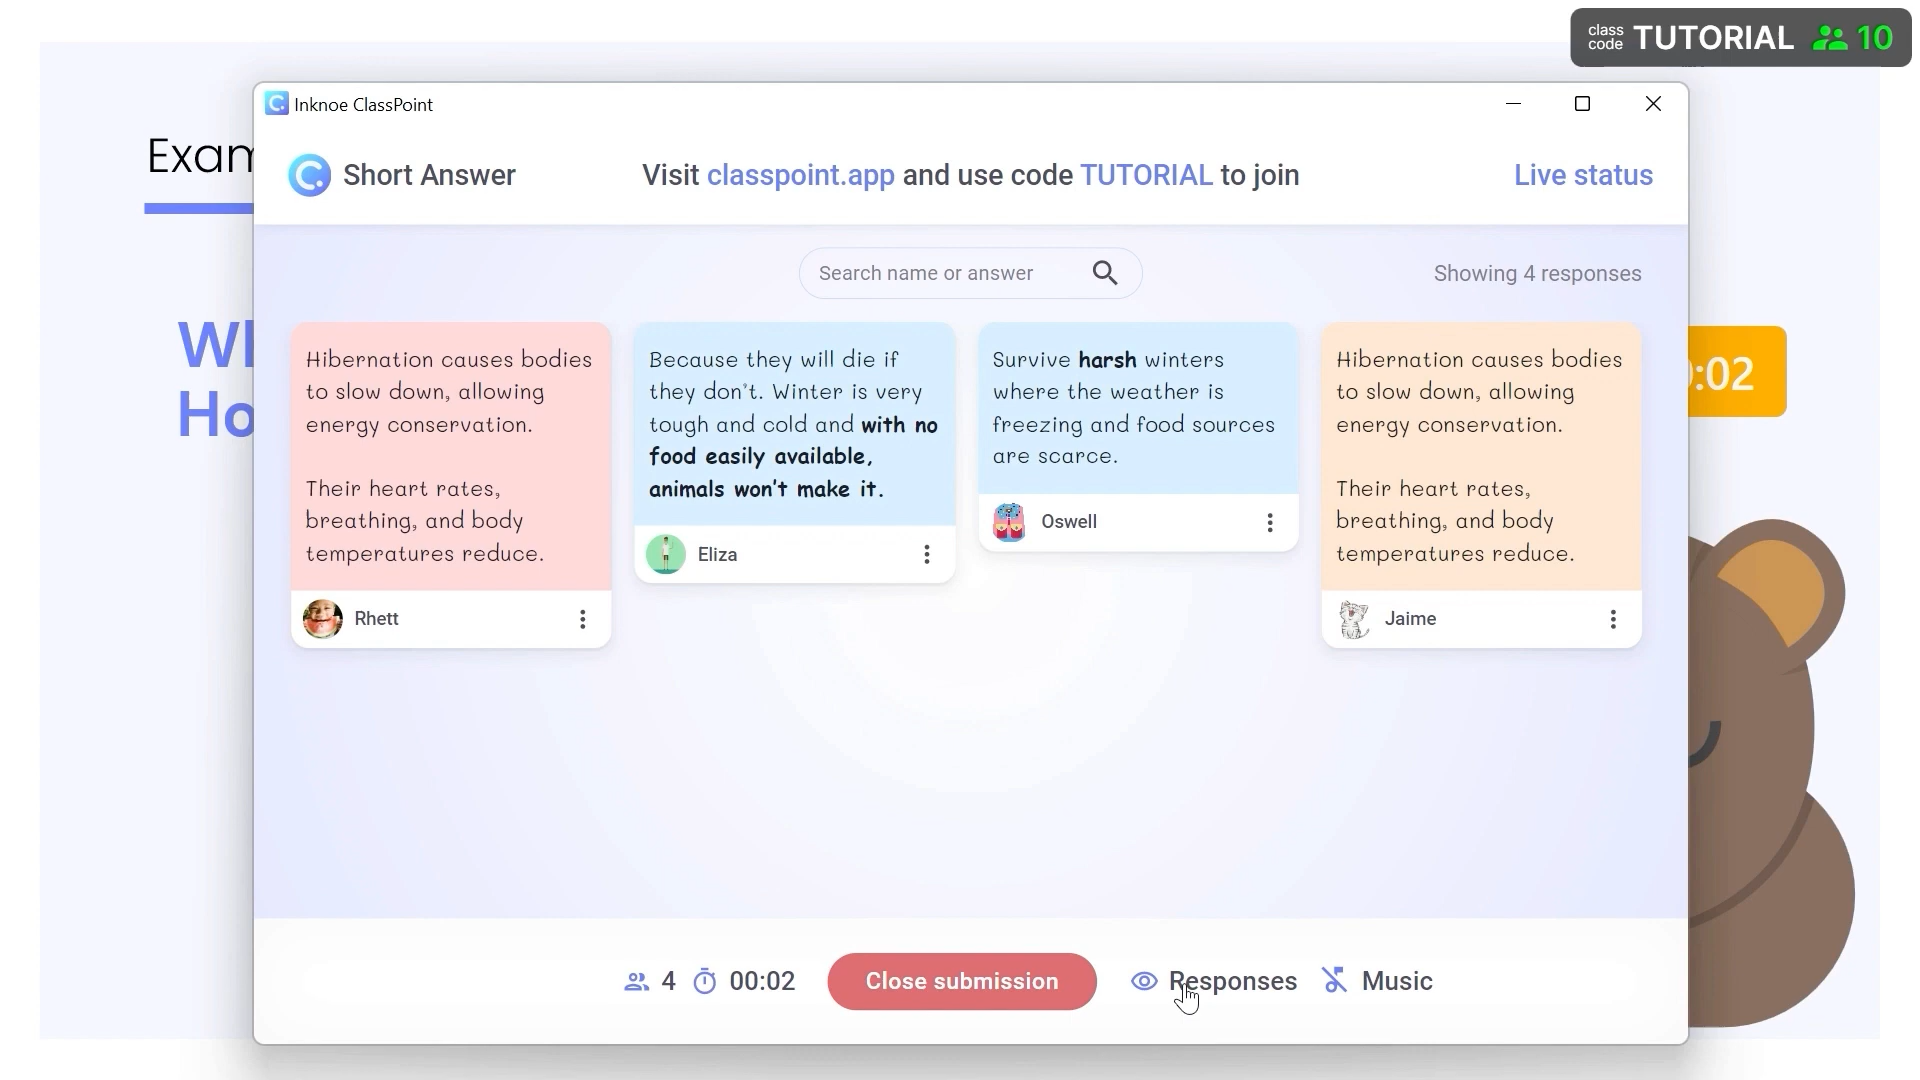 class
code
TUTORIAL
10
Inknoe ClassPoint
Short Answer
Visit classpoint.app and use code TUTORIAL to join
Live status
Search name or answer
Showing 4 responses
Hibernation causes bodies
to slow down, allowing
energy conservation.
Their heart rates,
breathing, and body
temperatures reduce.
Rhett
Because they will die if
they don't. Winter is very
tough and cold and with no
food easily available,
animals won't make it.
Eliza
Survive harsh winters
where the weather is
freezing and food sources
are scarce.
Oswell
Hibernation causes bodies
to slow down, allowing
energy conservation.
Their heart rates,
breathing, and body
temperatures reduce.
Jaime
:02
4
00:02
Close submission
Responses
Music